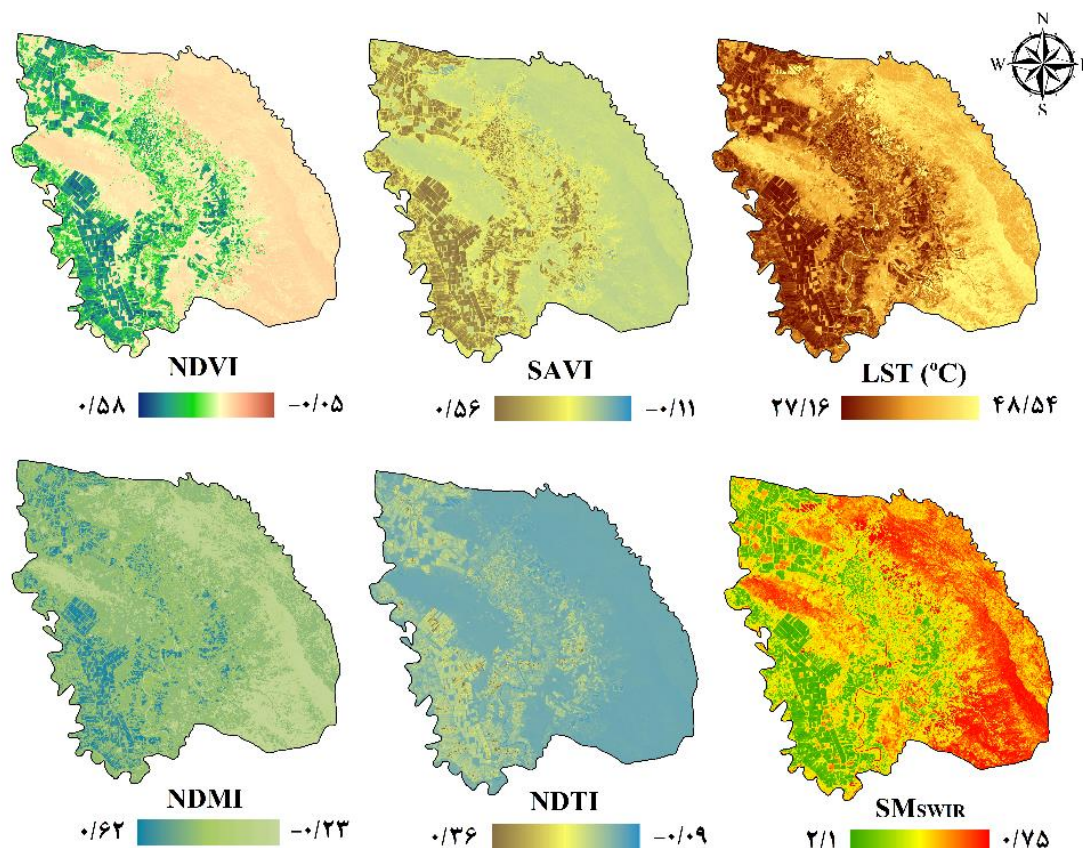 N
W E
S
NDVI
SAVI
LST (ºC)
۰/۵۸ -۰/۰۵
۰/۵۶ -۰/۱۱
۲۷/۱۶ ۴۸/۵۴
NDMI
NDTI
SMSWIR
۰/۶۲ -۰/۲۳
۰/۳۶ -۰/۰۹
۲/۱ ۰/۷۵